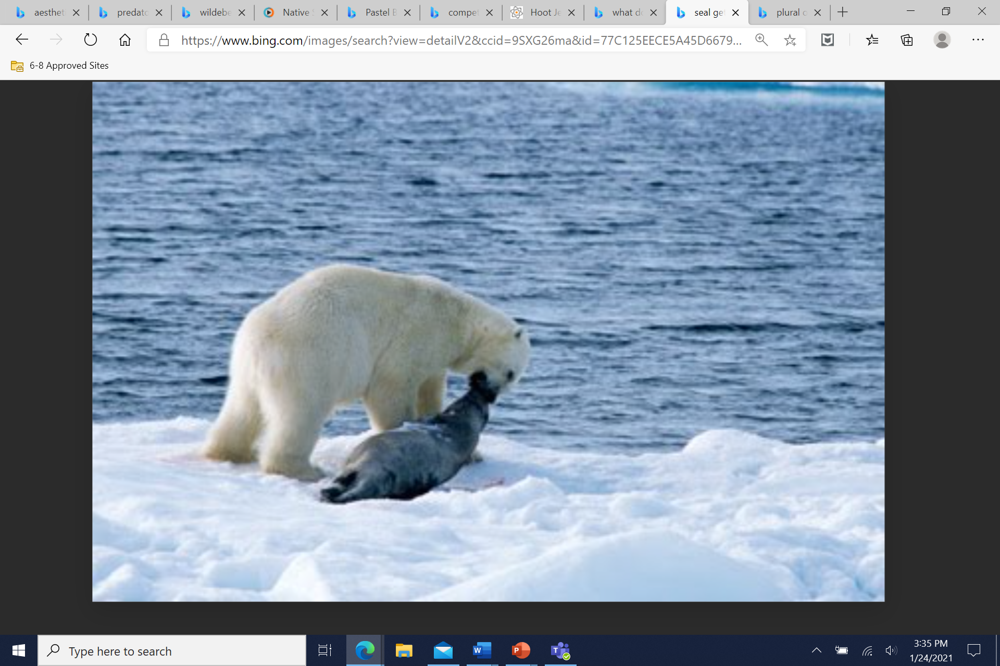 aesthet
predato
wildebe
Native S
Pastel B
compet
Hoot Je
what do
seal get
plural o
https://www.bing.com/images/search?view=detailV2&ccid=9SXG26ma&id=77C125EECE5A45D6679...
6-8 Approved Sites
Type here to search
3:35 PM
1/24/2021